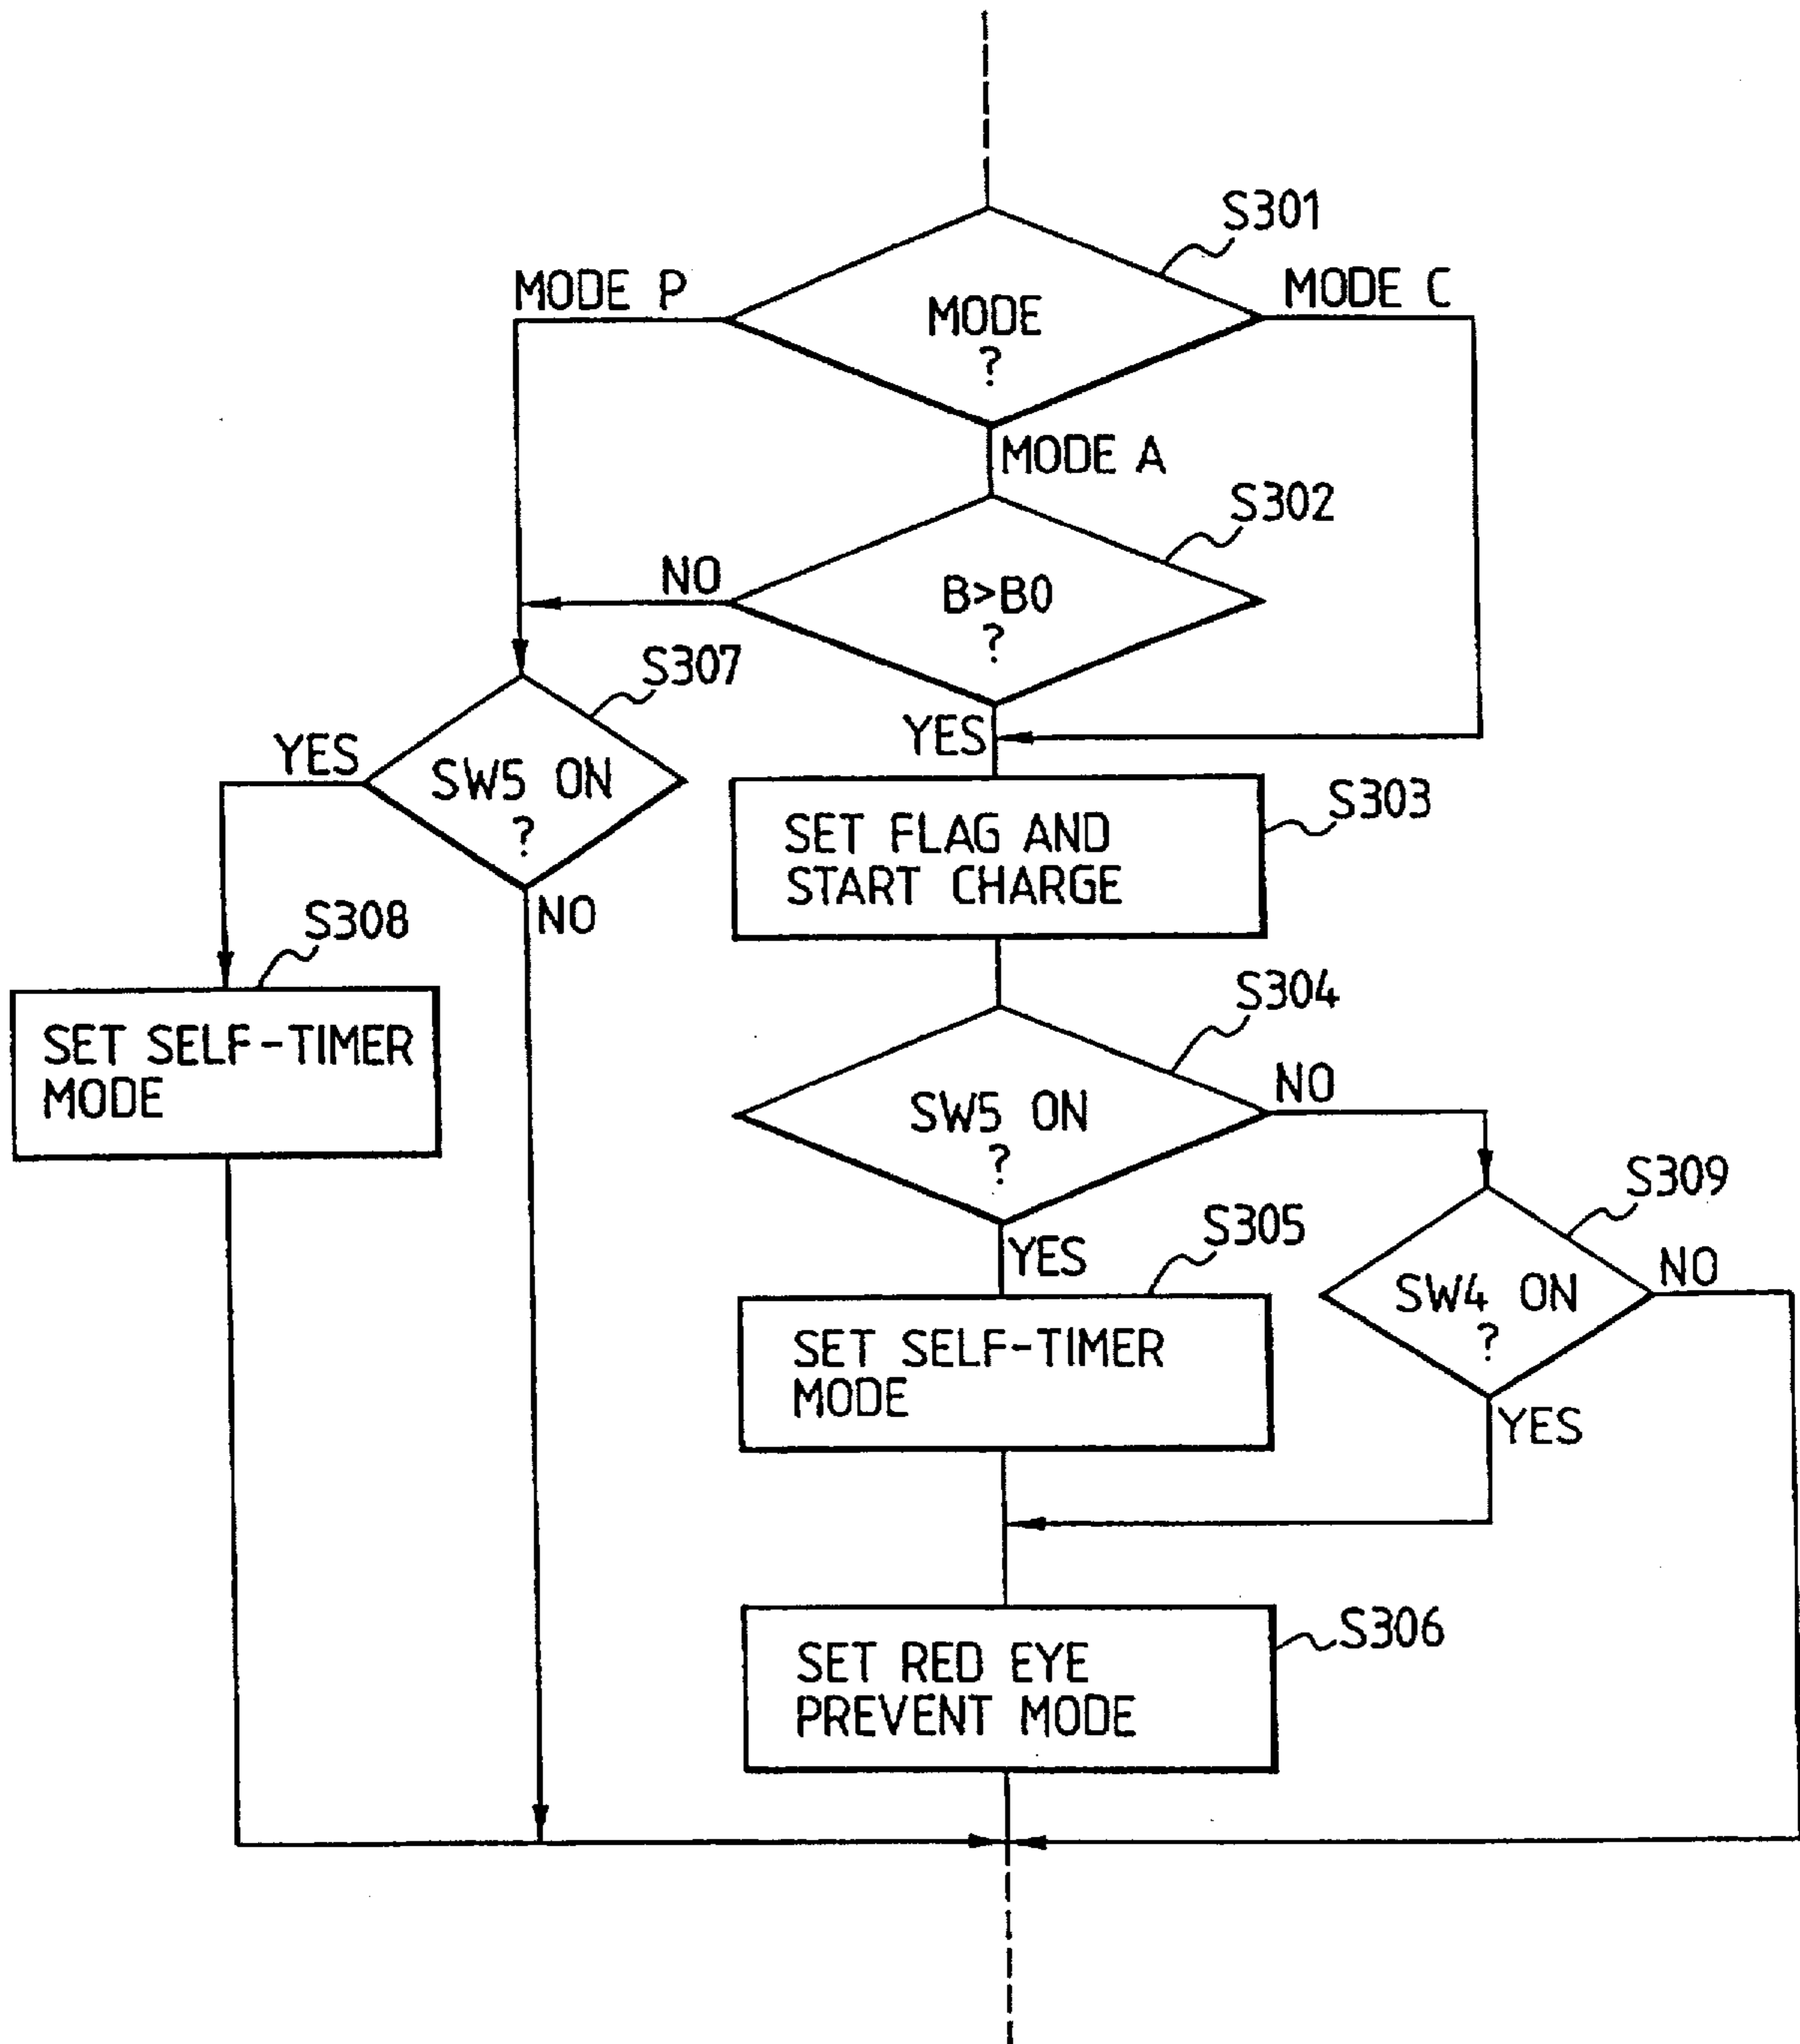 S301
MODE P
MODE C
MODE
?
MODE A
S302
NO
B>B0
?
S307
YES
YES
SW5 ON
?
S303
SET FLAG AND
START CHARGE
NO
S308
S304
SET SELF-TIMER
MODE
NO
SW5 ON
?
S309
S305
YES
NO
SW4 ON
?
SET SELF-TIMER
MODE
YES
S306
SET RED EYE
PREVENT MODE